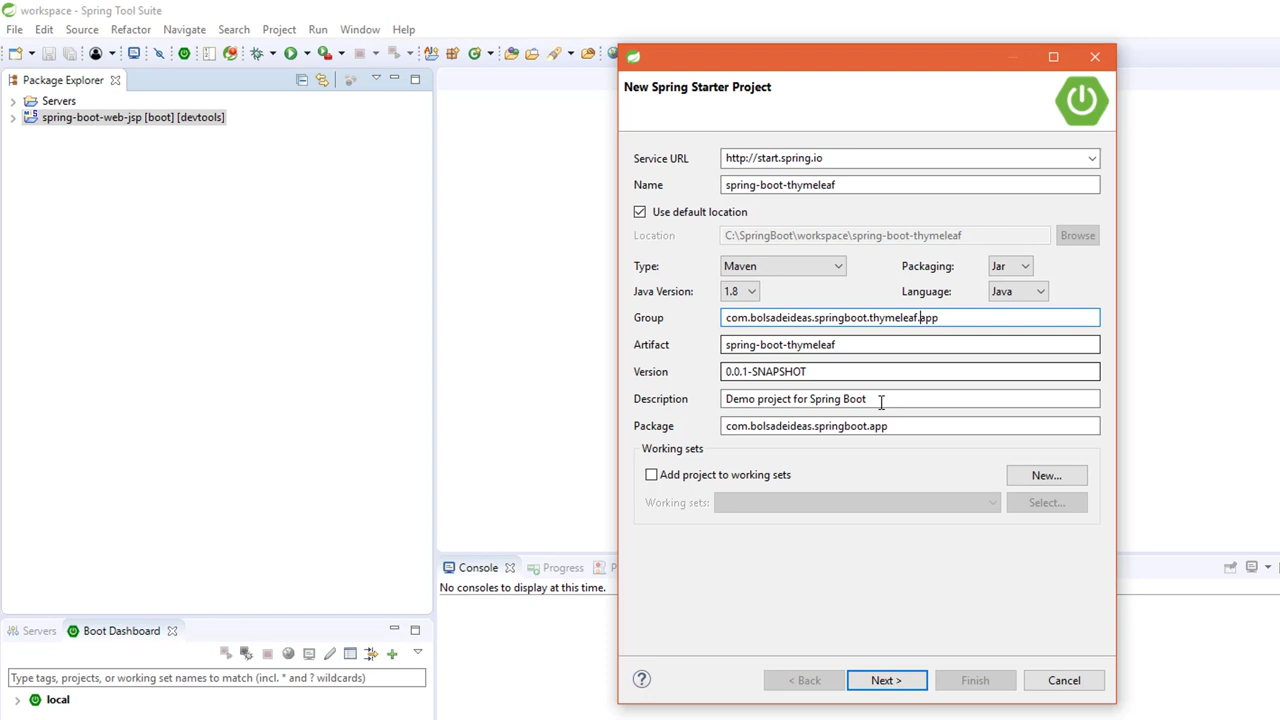 workspace - Spring Tool Suite
File Edit Source Refactor Navigate Search Project Run Window Help
Package Explorer
Servers
spring-boot-web-jsp [boot] [devtools]
New Spring Starter Project
Service URL http://start.spring.io
Name spring-boot-thymeleaf
Use default location
Location C:\SpringBoot\workspace\spring-boot-thymeleaf Browse
Type: Maven Packaging: Jar
Java Version: 1.8 Language: Java
Group com.bolsadeideas.springboot.thymeleaf.app
Artifact spring-boot-thymeleaf
Version 0.0.1-SNAPSHOT
Description Demo project for Spring Boot
Package com.bolsadeideas.springboot.app
Working sets
Add project to working sets New...
Working sets: Select...
Console Progress P
No consoles to display at this time.
Servers Boot Dashboard
Type tags, projects, or working set names to match (incl. * and ? wildcards)
local
< Back Next > Finish Cancel